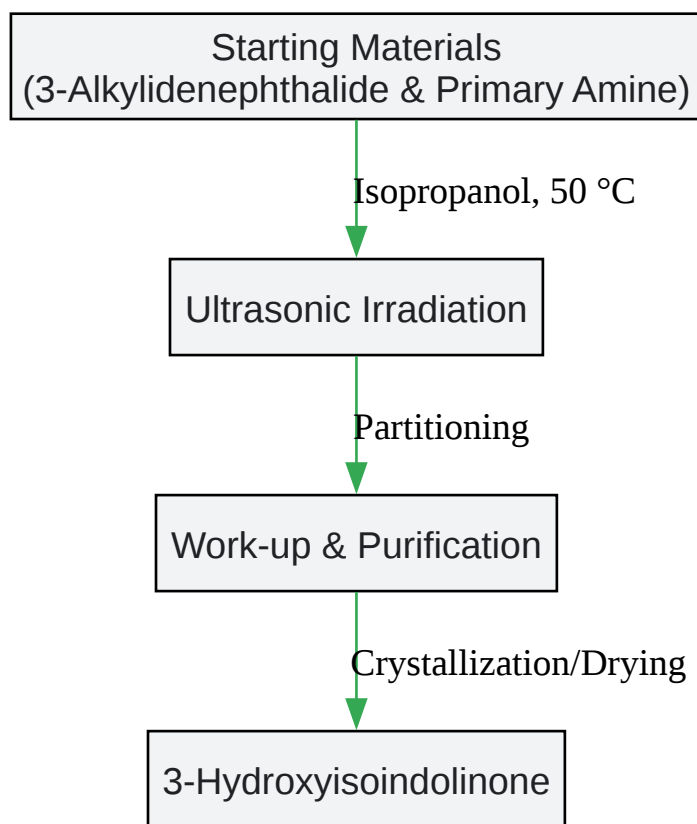 Starting Materials
(3-Alkylidenephthalide & Primary Amine)
Isopropanol, 50 °C
Ultrasonic Irradiation
Partitioning
Work-up & Purification
Crystallization/Drying
3-Hydroxyisoindolinone